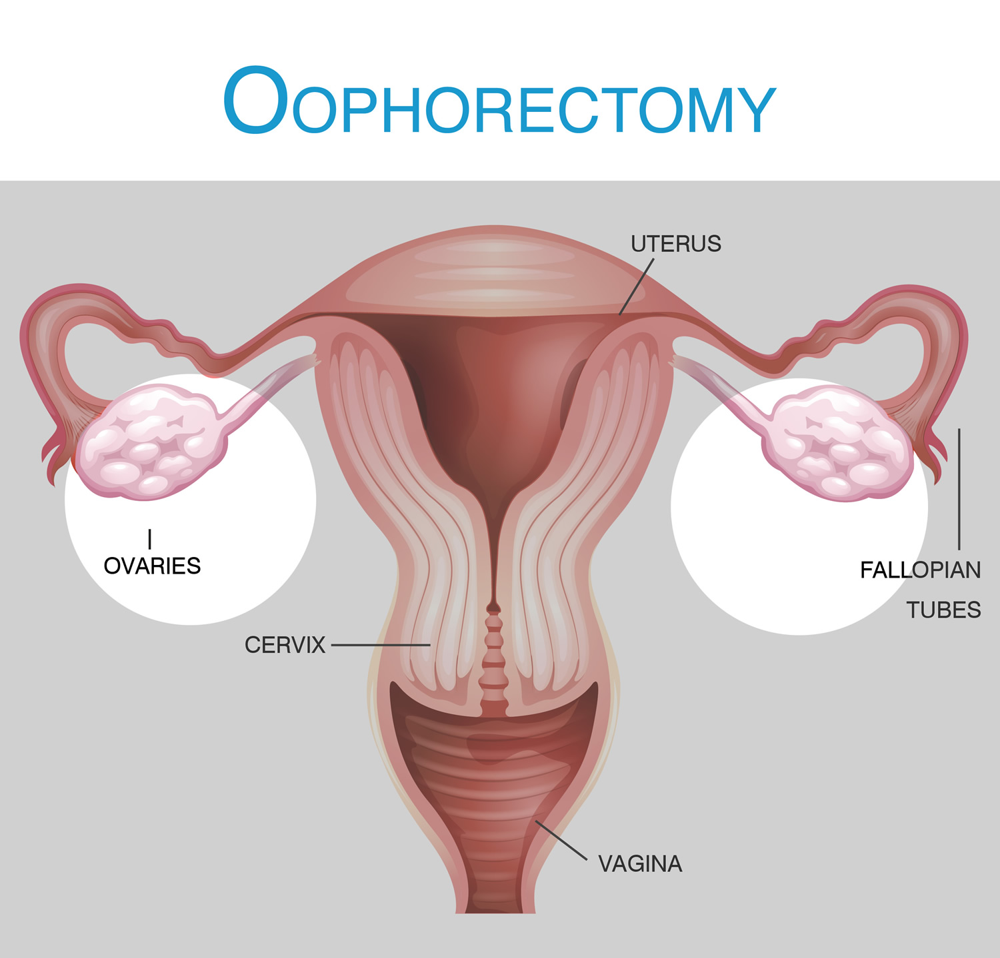 OOPHORECTOMY
UTERUS
OVARIES
FALLOPIAN
TUBES
CERVIX
VAGINA